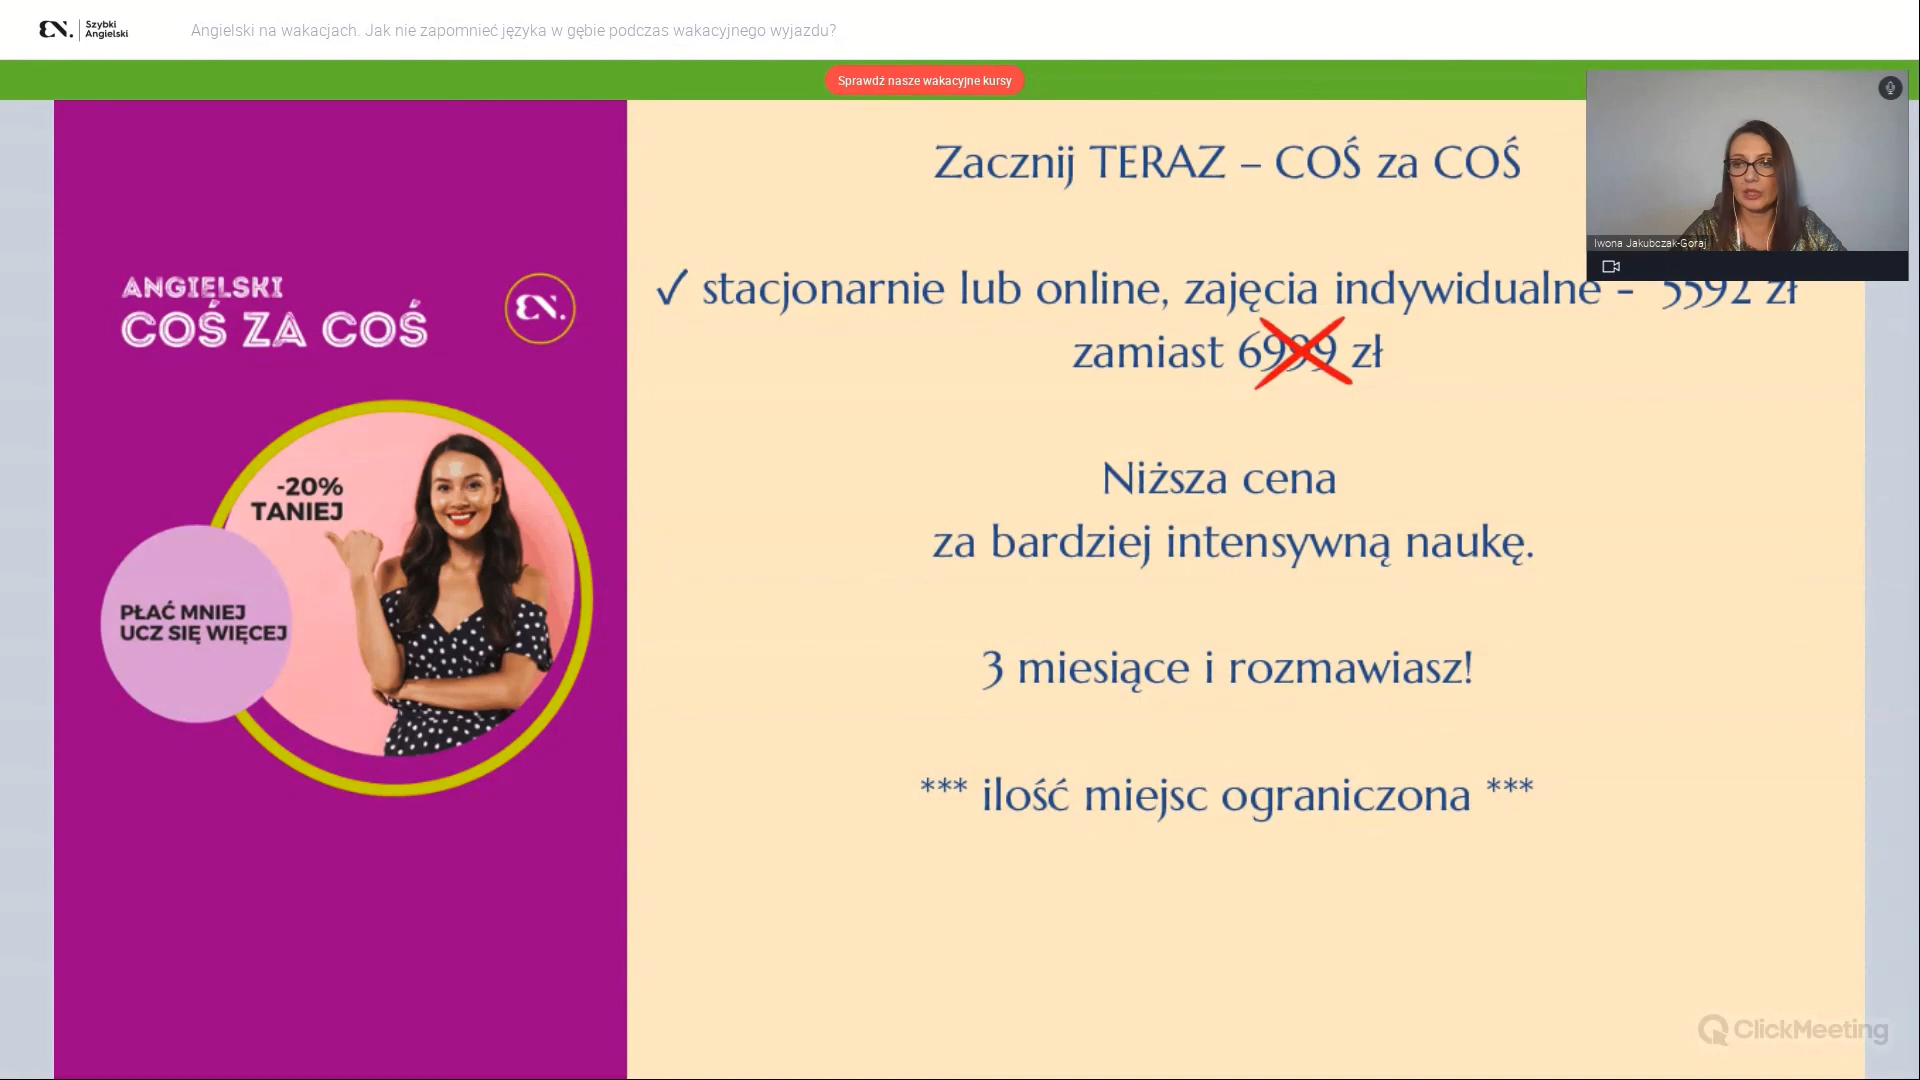 EN. Szybki Angielski
Angielski na wakacjach. Jak nie zapomnieć języka w gębie podczas wakacyjnego wyjazdu?
Sprawdź nasze wakacyjne kursy
Iwona Jakubczak-Goraj
ANGIELSKI
COŚ ZA COŚ
EN.
-20%
TANIEJ
PŁAĆ MNIEJ
UCZ SIĘ WIĘCEJ
Zacznij TERAZ – COŚ za COŚ
✓ stacjonarnie lub online, zajęcia indywidualne - 5592 zł
zamiast 6999 zł
Niższa cena
za bardziej intensywną naukę.
3 miesiące i rozmawiasz!
*** ilość miejsc ograniczona ***
ClickMeeting